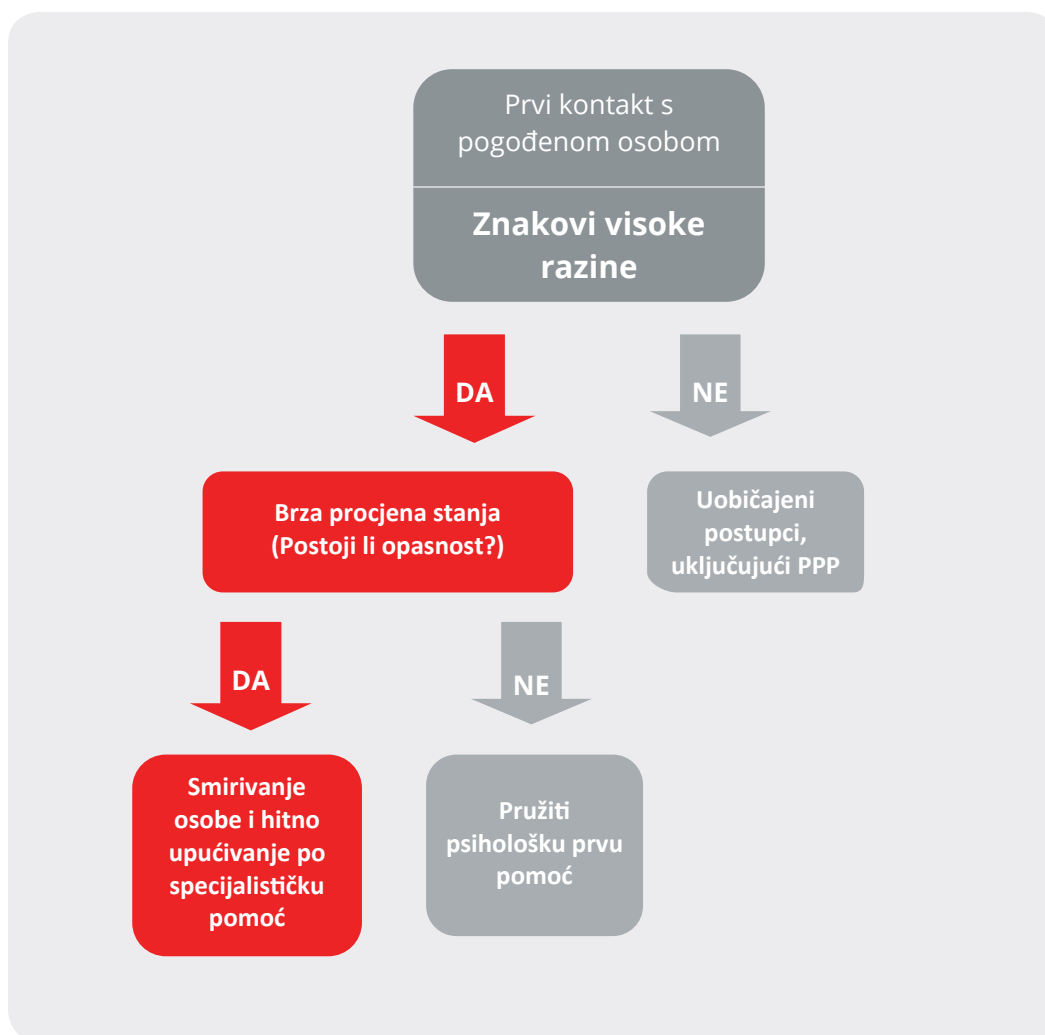 Prvi kontakt s
pogođenom osobom
Znakovi visoke
razine
DA
NE
Brza procjena stanja
(Postoji li opasnost?)
Uobičajeni
postupci,
uključujući PPP
DA
NE
Smirivanje
osobe i hitno
upućivanje po
specijalističku
pomoć
Pružiti
psihološku prvu
pomoć